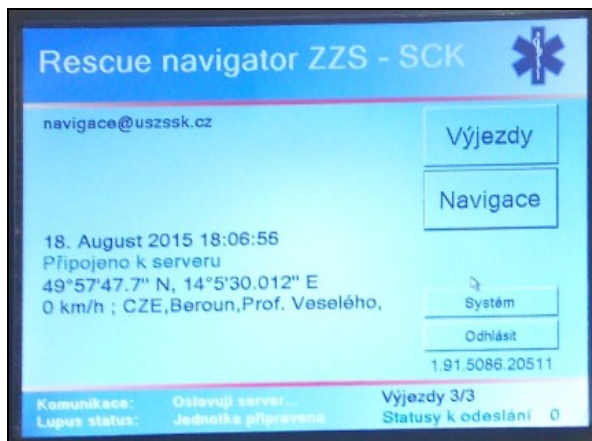 Rescue navigator ZZS - SCK
navigace@uszssk.cz
Výjezdy
Navigace
18. August 2015 18:06:56
Připojeno k serveru
49°57'47.7" N, 14°5'30.012" E
0 km/h ; CZE,Beroun,Prof. Veselého,
Systém
Odhlásit
1.91.5086.20511
Komunikace: Oslovuji server...
Lupus status: Jednotka připravena
Výjezdy 3/3
Statusy k odeslání 0